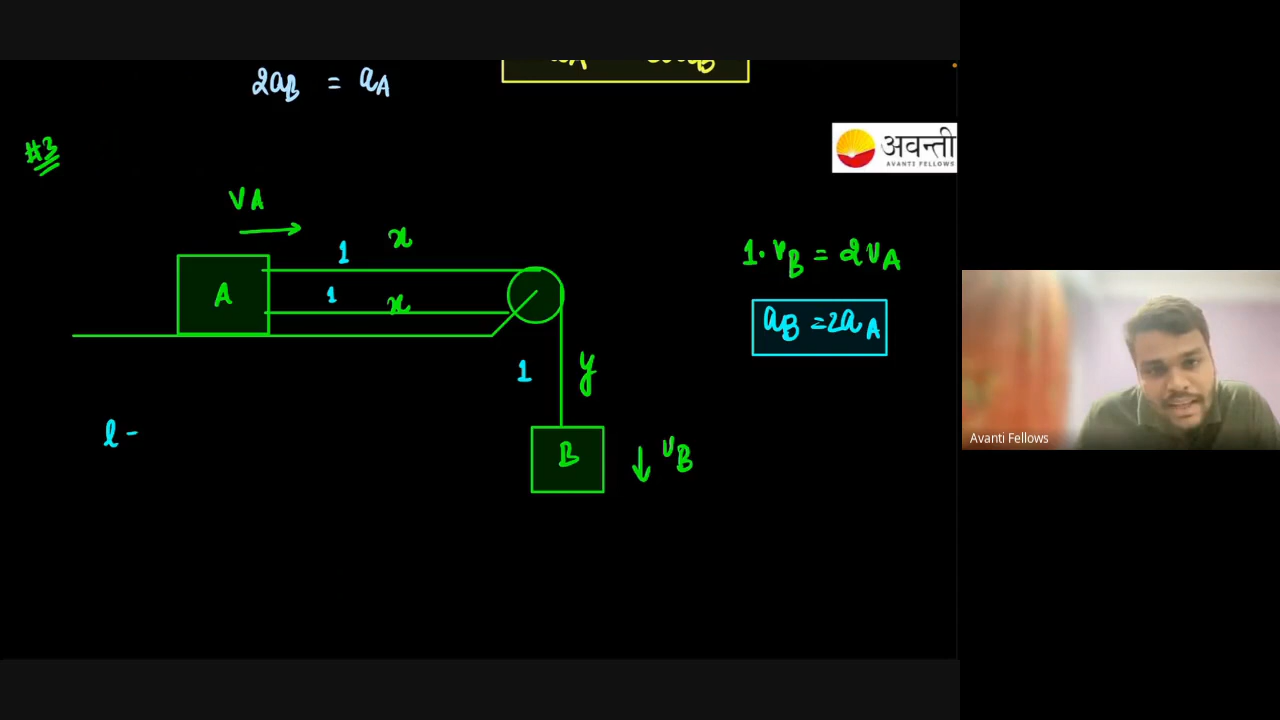 2aB = aA
#3
अवन्ती
AVANTI FELLOWS
VA
1 x
A
1 x
1 y
B
↓ vB
l -
1. vB = 2vA
aB = 2aA
Avanti Fellows